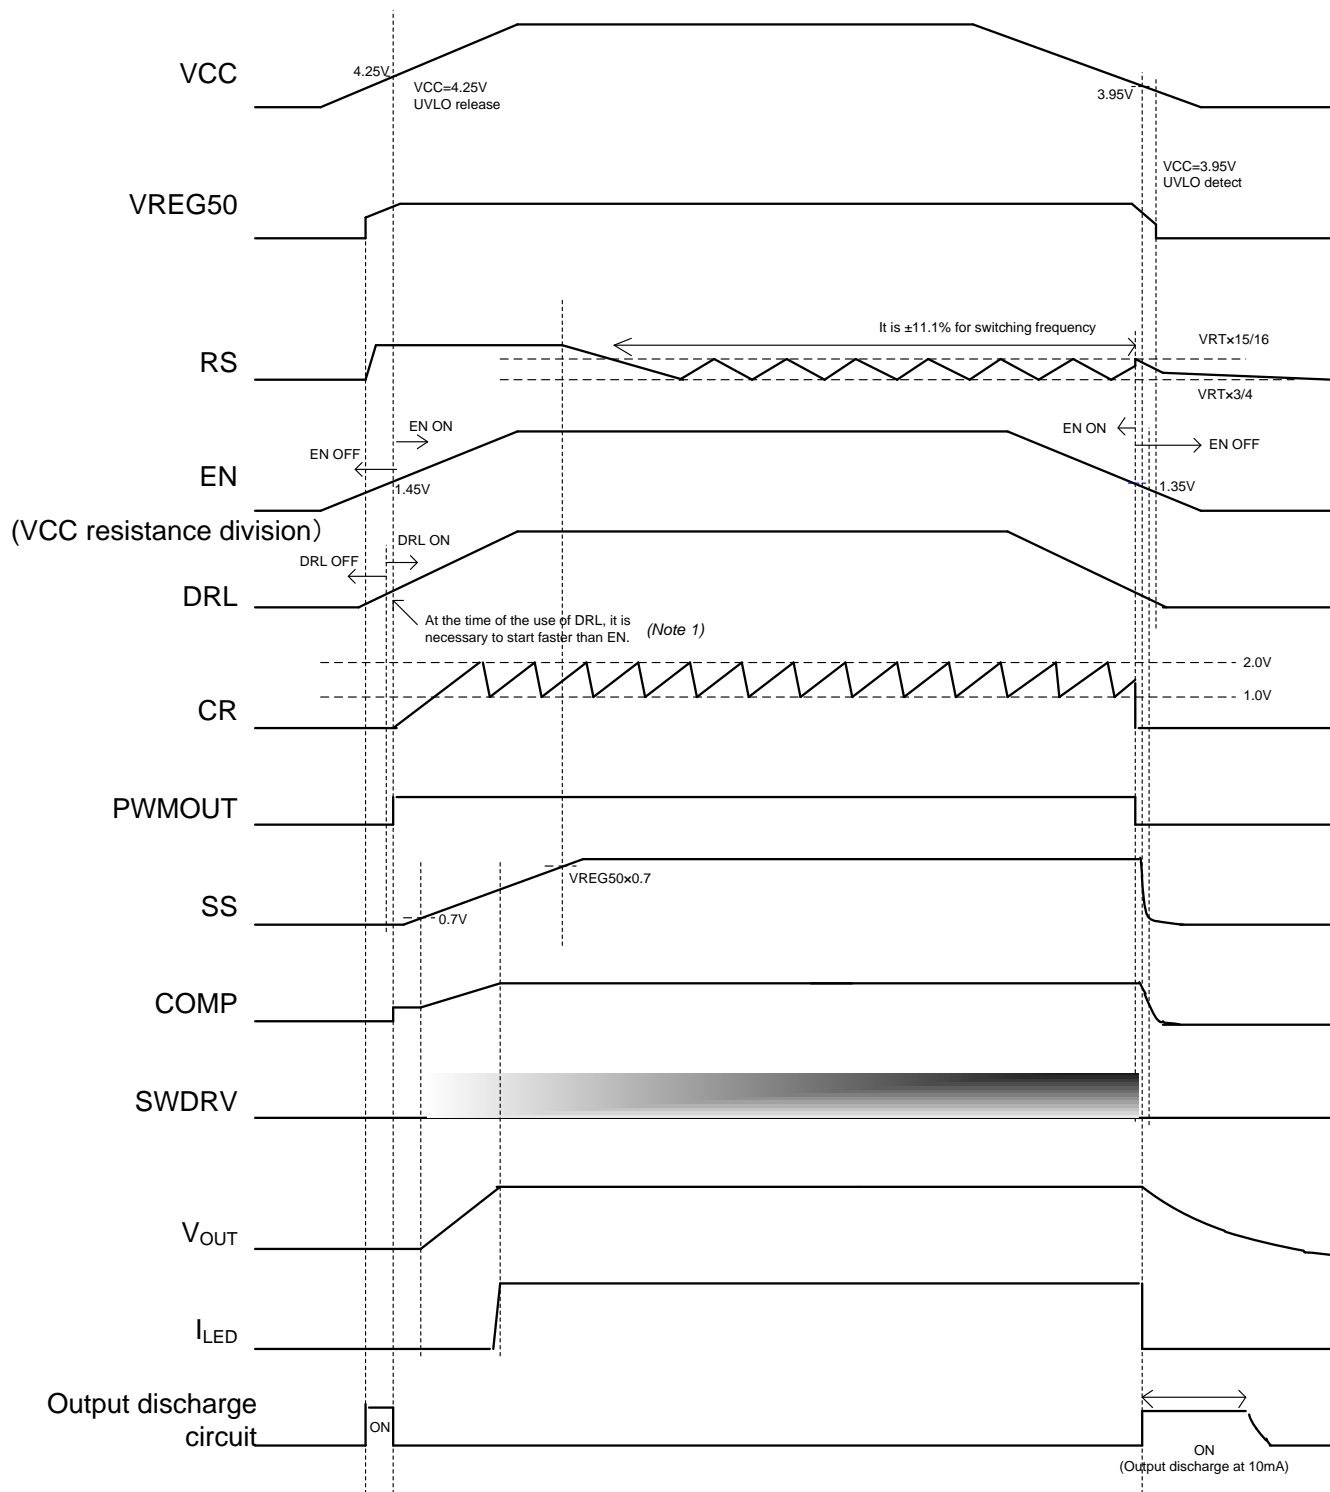 VCC
4.25V
VCC=4.25V
UVLO release
3.95V
VCC=3.95V
UVLO detect
VREG50
RS
It is ±11.1% for switching frequency
VRT×15/16
VRT×3/4
EN
(VCC resistance division）
EN ON
EN OFF
1.45V
EN ON
EN OFF
1.35V
DRL
DRL ON
DRL OFF
At the time of the use of DRL, it is
necessary to start faster than EN.
(Note 1)
CR
2.0V
1.0V
PWMOUT
SS
VREG50×0.7
0.7V
COMP
SWDRV
VOUT
ILED
Output discharge
circuit
ON
ON
(Output discharge at 10mA)